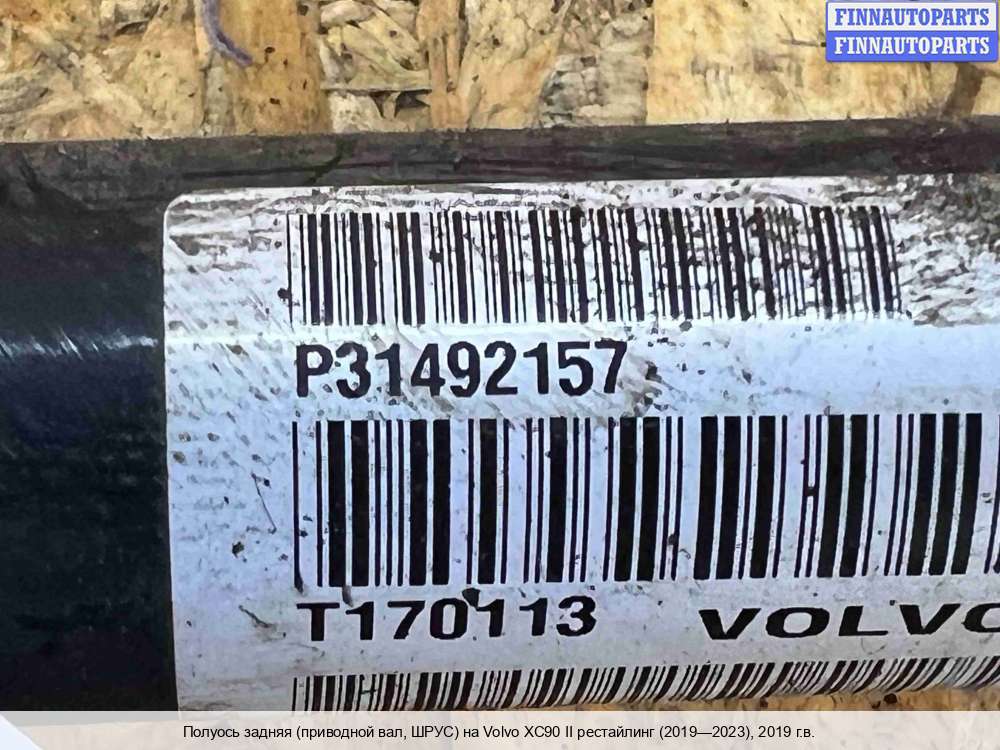 FINNAUTOPARTS
FINNAUTOPARTS
P31492157
T170113 VOLVO
Полуось задняя (приводной вал, ШРУС) на Volvo XC90 II рестайлинг (2019—2023), 2019 г.в.